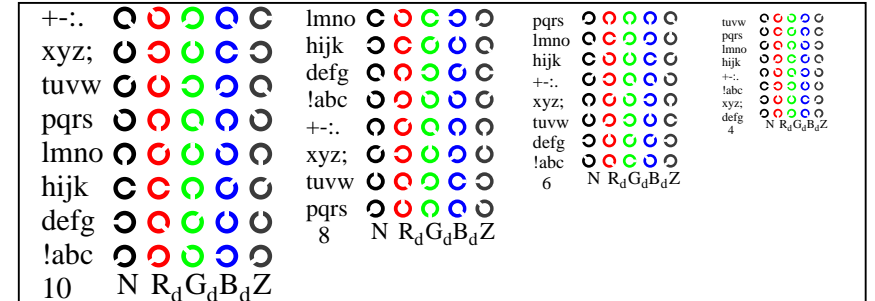 +-:.
xyz;
tuvw
pqrs
lmno
hijk
defg
!abc
10 N RdGdBdZ
lmno
hijk
defg
!abc
+-:.
xyz;
tuvw
pqrs
8 N RdGdBdZ
pqrs
lmno
hijk
+-:.
xyz;
tuvw
defg
!abc
6 N RdGdBdZ
tuvw
pqrs
lmno
hijk
+-:.
!abc
xyz;
defg
4 N RdGdBdZ